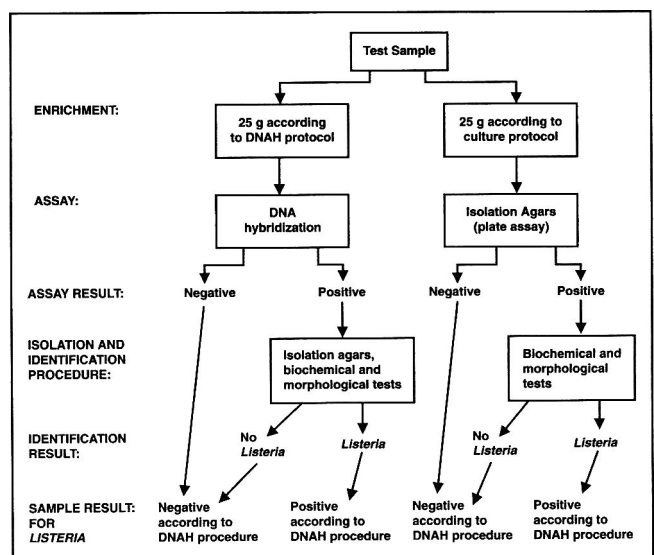 Test Sample
ENRICHMENT:
25 g according
to DNAH protocol
25 g according to
culture protocol
ASSAY:
DNA
hybridization
Isolation Agars
(plate assay)
ASSAY RESULT:
Negative
Positive
Negative
Positive
ISOLATION AND
IDENTIFICATION
PROCEDURE:
Isolation agars,
biochemical and
morphological tests
Biochemical and
morphological
tests
IDENTIFICATION
RESULT:
No
Listeria
Listeria
No
Listeria
Listeria
SAMPLE RESULT:
FOR
LISTERIA
Negative
according to
DNAH procedure
Positive
according to
DNAH procedure
Negative
according to
DNAH procedure
Positive
according to
DNAH procedure